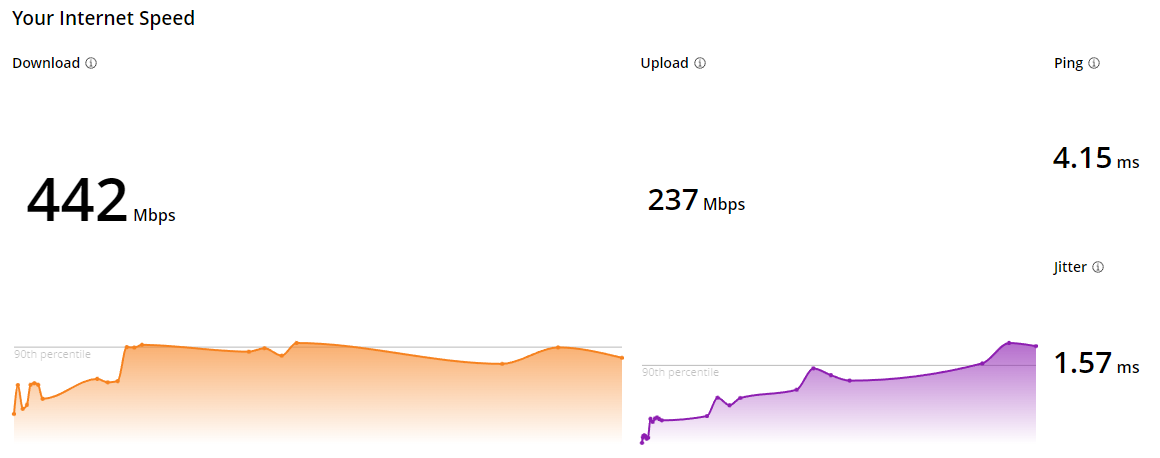 Your Internet Speed
Download ⓘ
442 Mbps
90th percentile
Upload ⓘ
237 Mbps
90th percentile
Ping ⓘ
4.15 ms
Jitter ⓘ
1.57 ms